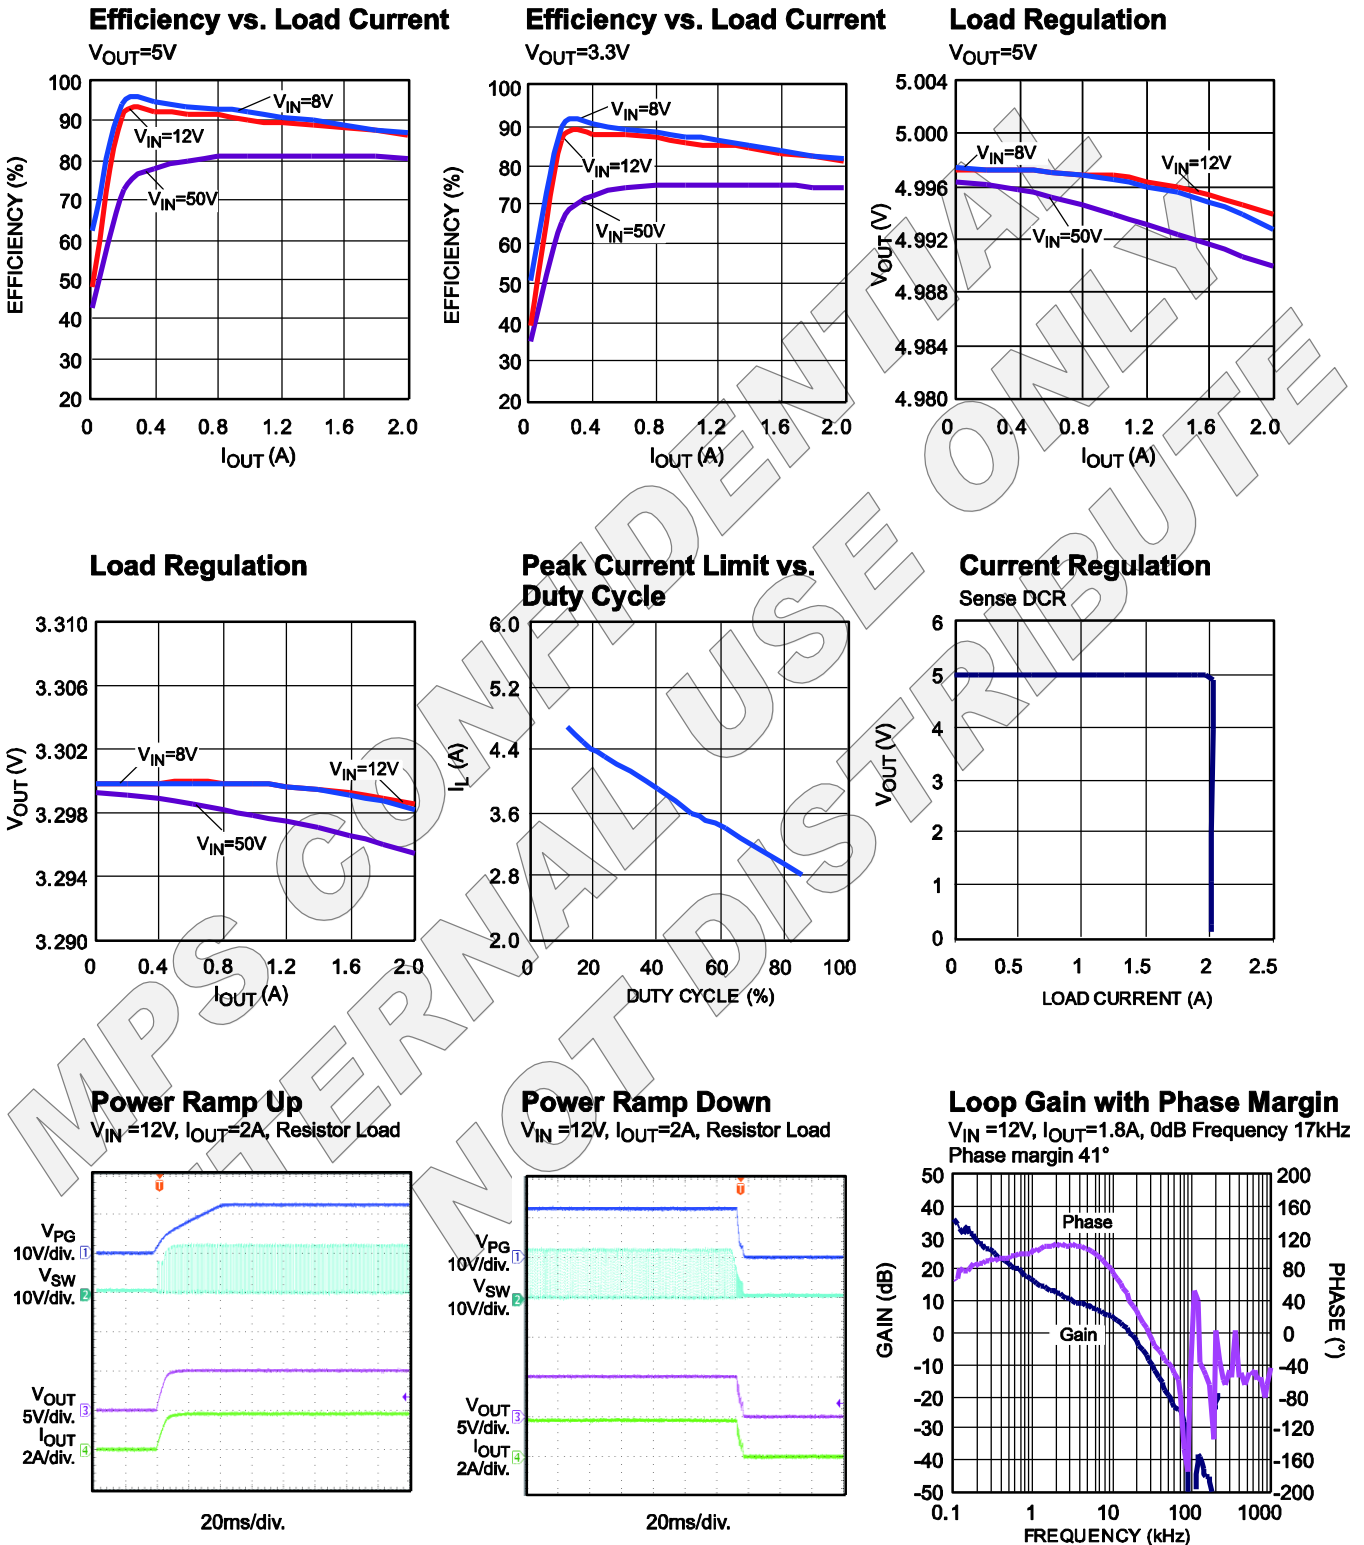 Efficiency vs. Load Current
VOUT=5V
100
90
80
70
60
50
40
30
20
EFFICIENCY (%)
VIN=8V
VIN=12V
VIN=50V
0 0.4 0.8 1.2 1.6 2.0
IOUT (A)
Efficiency vs. Load Current
VOUT=3.3V
100
90
80
70
60
50
40
30
20
EFFICIENCY (%)
VIN=8V
VIN=12V
VIN=50V
0 0.4 0.8 1.2 1.6 2.0
IOUT (A)
Load Regulation
VOUT=5V
5.004
5.000
4.996
4.992
4.988
4.984
4.980
VOUT (V)
VIN=8V
VIN=12V
VIN=50V
0 0.4 0.8 1.2 1.6 2.0
IOUT (A)
Load Regulation
3.310
3.306
3.302
3.298
3.294
3.290
VOUT (V)
VIN=8V
VIN=12V
VIN=50V
0 0.4 0.8 1.2 1.6 2.0
IOUT (A)
Peak Current Limit vs.
Duty Cycle
6.0
5.2
4.4
3.6
2.8
2.0
IL (A)
0 20 40 60 80 100
DUTY CYCLE (%)
Current Regulation
Sense DCR
6
5
4
3
2
1
0
VOUT (V)
0 0.5 1 1.5 2 2.5
LOAD CURRENT (A)
Power Ramp Up
VIN =12V, IOUT=2A, Resistor Load
T
VPG
10V/div.
1
VSW
10V/div.
2
VOUT
5V/div.
3
IOUT
2A/div.
4
20ms/div.
Power Ramp Down
VIN =12V, IOUT=2A, Resistor Load
T
VPG
10V/div.
1
VSW
10V/div.
2
VOUT
5V/div.
3
IOUT
2A/div.
4
20ms/div.
Loop Gain with Phase Margin
VIN =12V, IOUT=1.8A, 0dB Frequency 17kHz
Phase margin 41°
50
40
30
20
10
0
-10
-20
-30
-40
-50
GAIN (dB)
Phase
Gain
200
160
120
80
40
0
-40
-80
-120
-160
-200
PHASE (°)
0.1 1 10 100 1000
FREQUENCY (kHz)
MPS CONFIDENTIAL
INTERNAL USE ONLY
NOT DISTRIBUTE